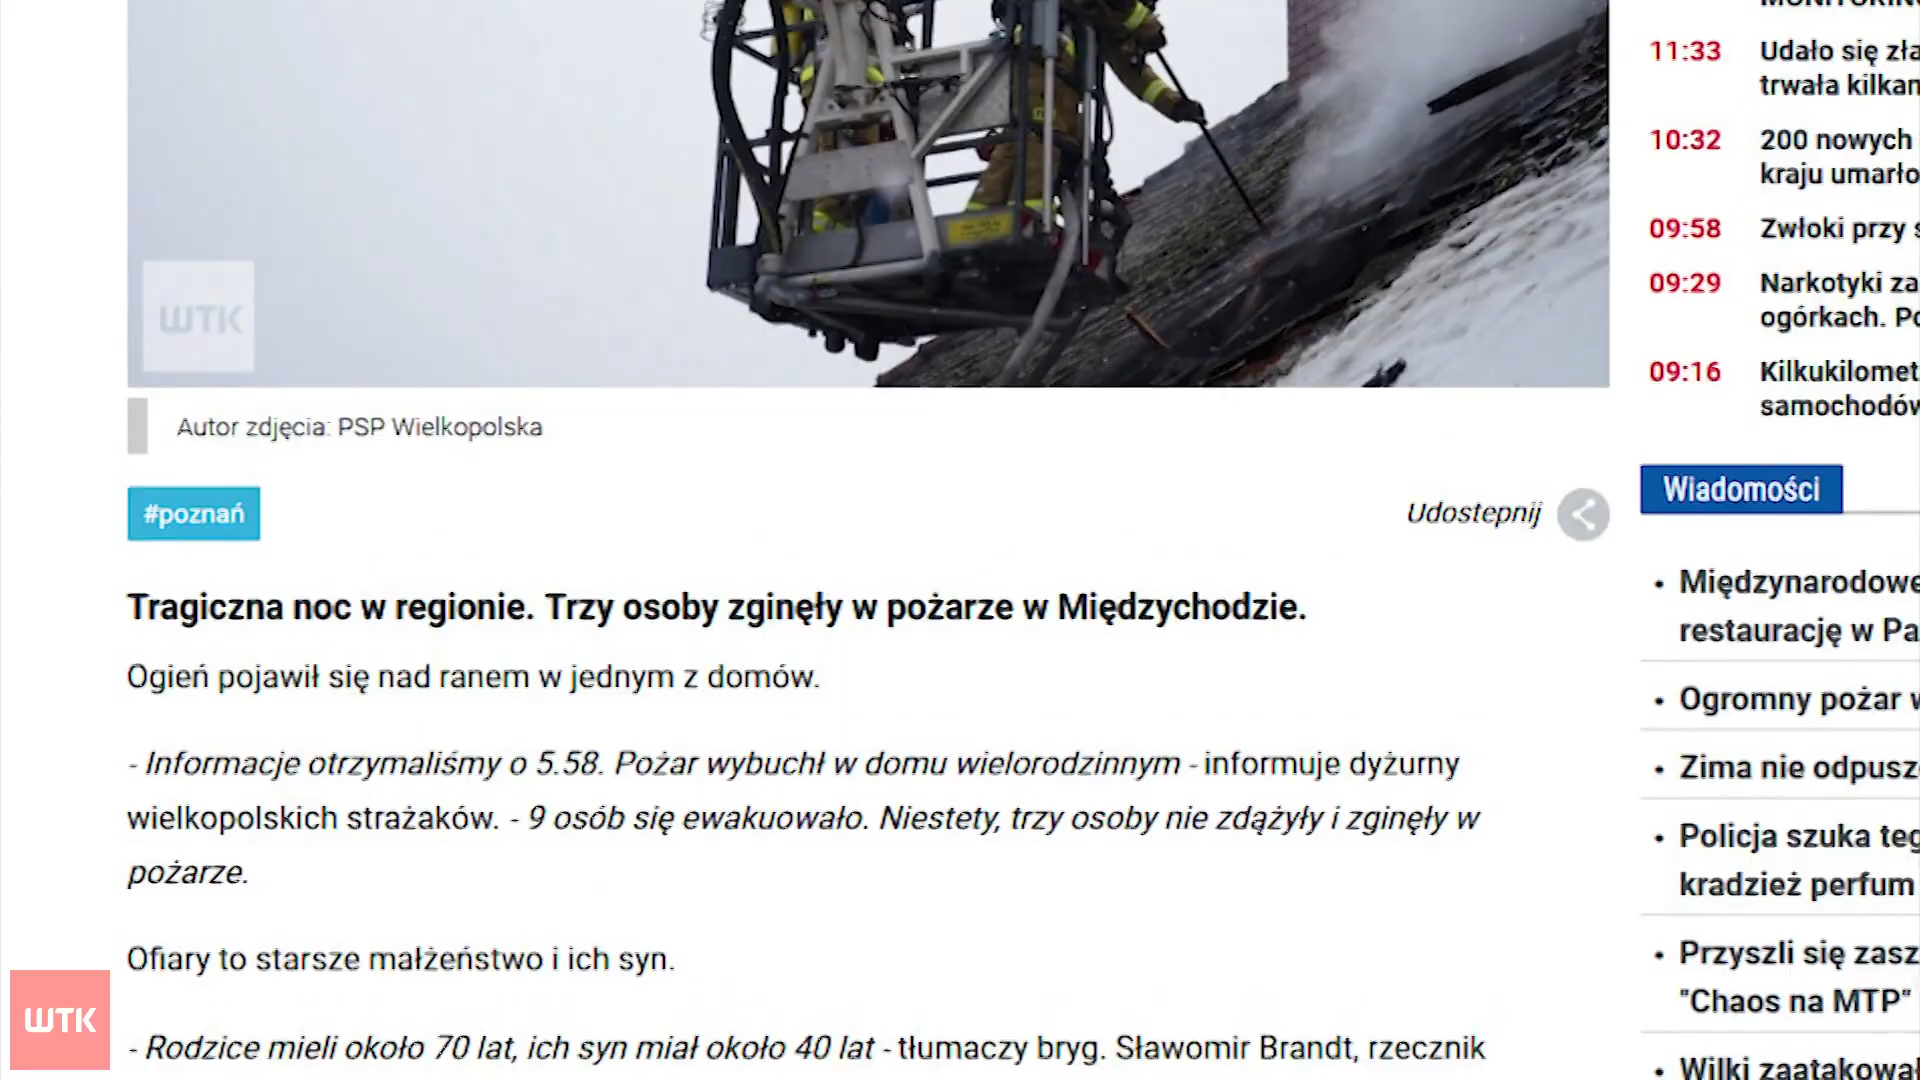 11:33 Udało się zła
trwała kilkan
10:32 200 nowych
kraju umarło
09:58 Zwłoki przy s
09:29 Narkotyki za
ogórkach. Po
09:16 Kilkukilomet
samochodów
WTK
Autor zdjęcia: PSP Wielkopolska
#poznań
Udostępnij
Wiadomości
Tragiczna noc w regionie. Trzy osoby zginęły w pożarze w Międzychodzie.
Ogień pojawił się nad ranem w jednym z domów.
- Informacje otrzymaliśmy o 5.58. Pożar wybuchł w domu wielorodzinnym - informuje dyżurny
wielkopolskich strażaków. - 9 osób się ewakuowało. Niestety, trzy osoby nie zdążyły i zginęły w
pożarze.
Ofiary to starsze małżeństwo i ich syn.
- Rodzice mieli około 70 lat, ich syn miał około 40 lat - tłumaczy bryg. Sławomir Brandt, rzecznik
• Międzynarodowe
restaurację w Pa
• Ogromny pożar w
• Zima nie odpuszc
• Policja szuka teg
kradzież perfum
• Przyszli się zasz
"Chaos na MTP"
• Wilki zaatakował
WTK